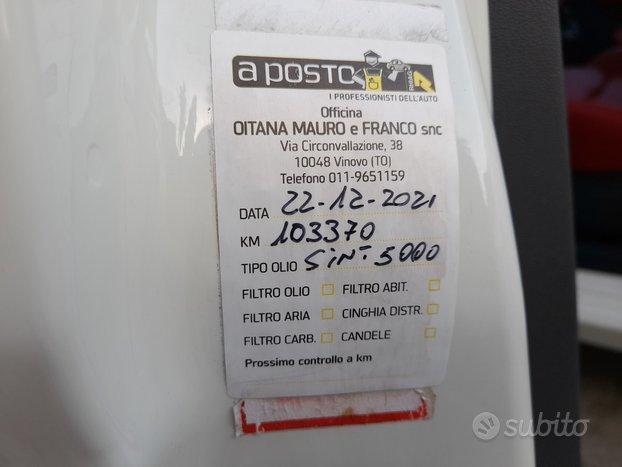 a posto
I PROFESSIONISTI DELL'AUTO
Officina
OITANA MAURO e FRANCO snc
Via Circonvallazione, 38
10048 Vinovo (TO)
Telefono 011-9651159
DATA 22-12-2021
KM 103370
TIPO OLIO SINT 5000
FILTRO OLIO FILTRO ABIT.
FILTRO ARIA CINGHIA DISTR.
FILTRO CARB. CANDELE
Prossimo controllo a km
subito